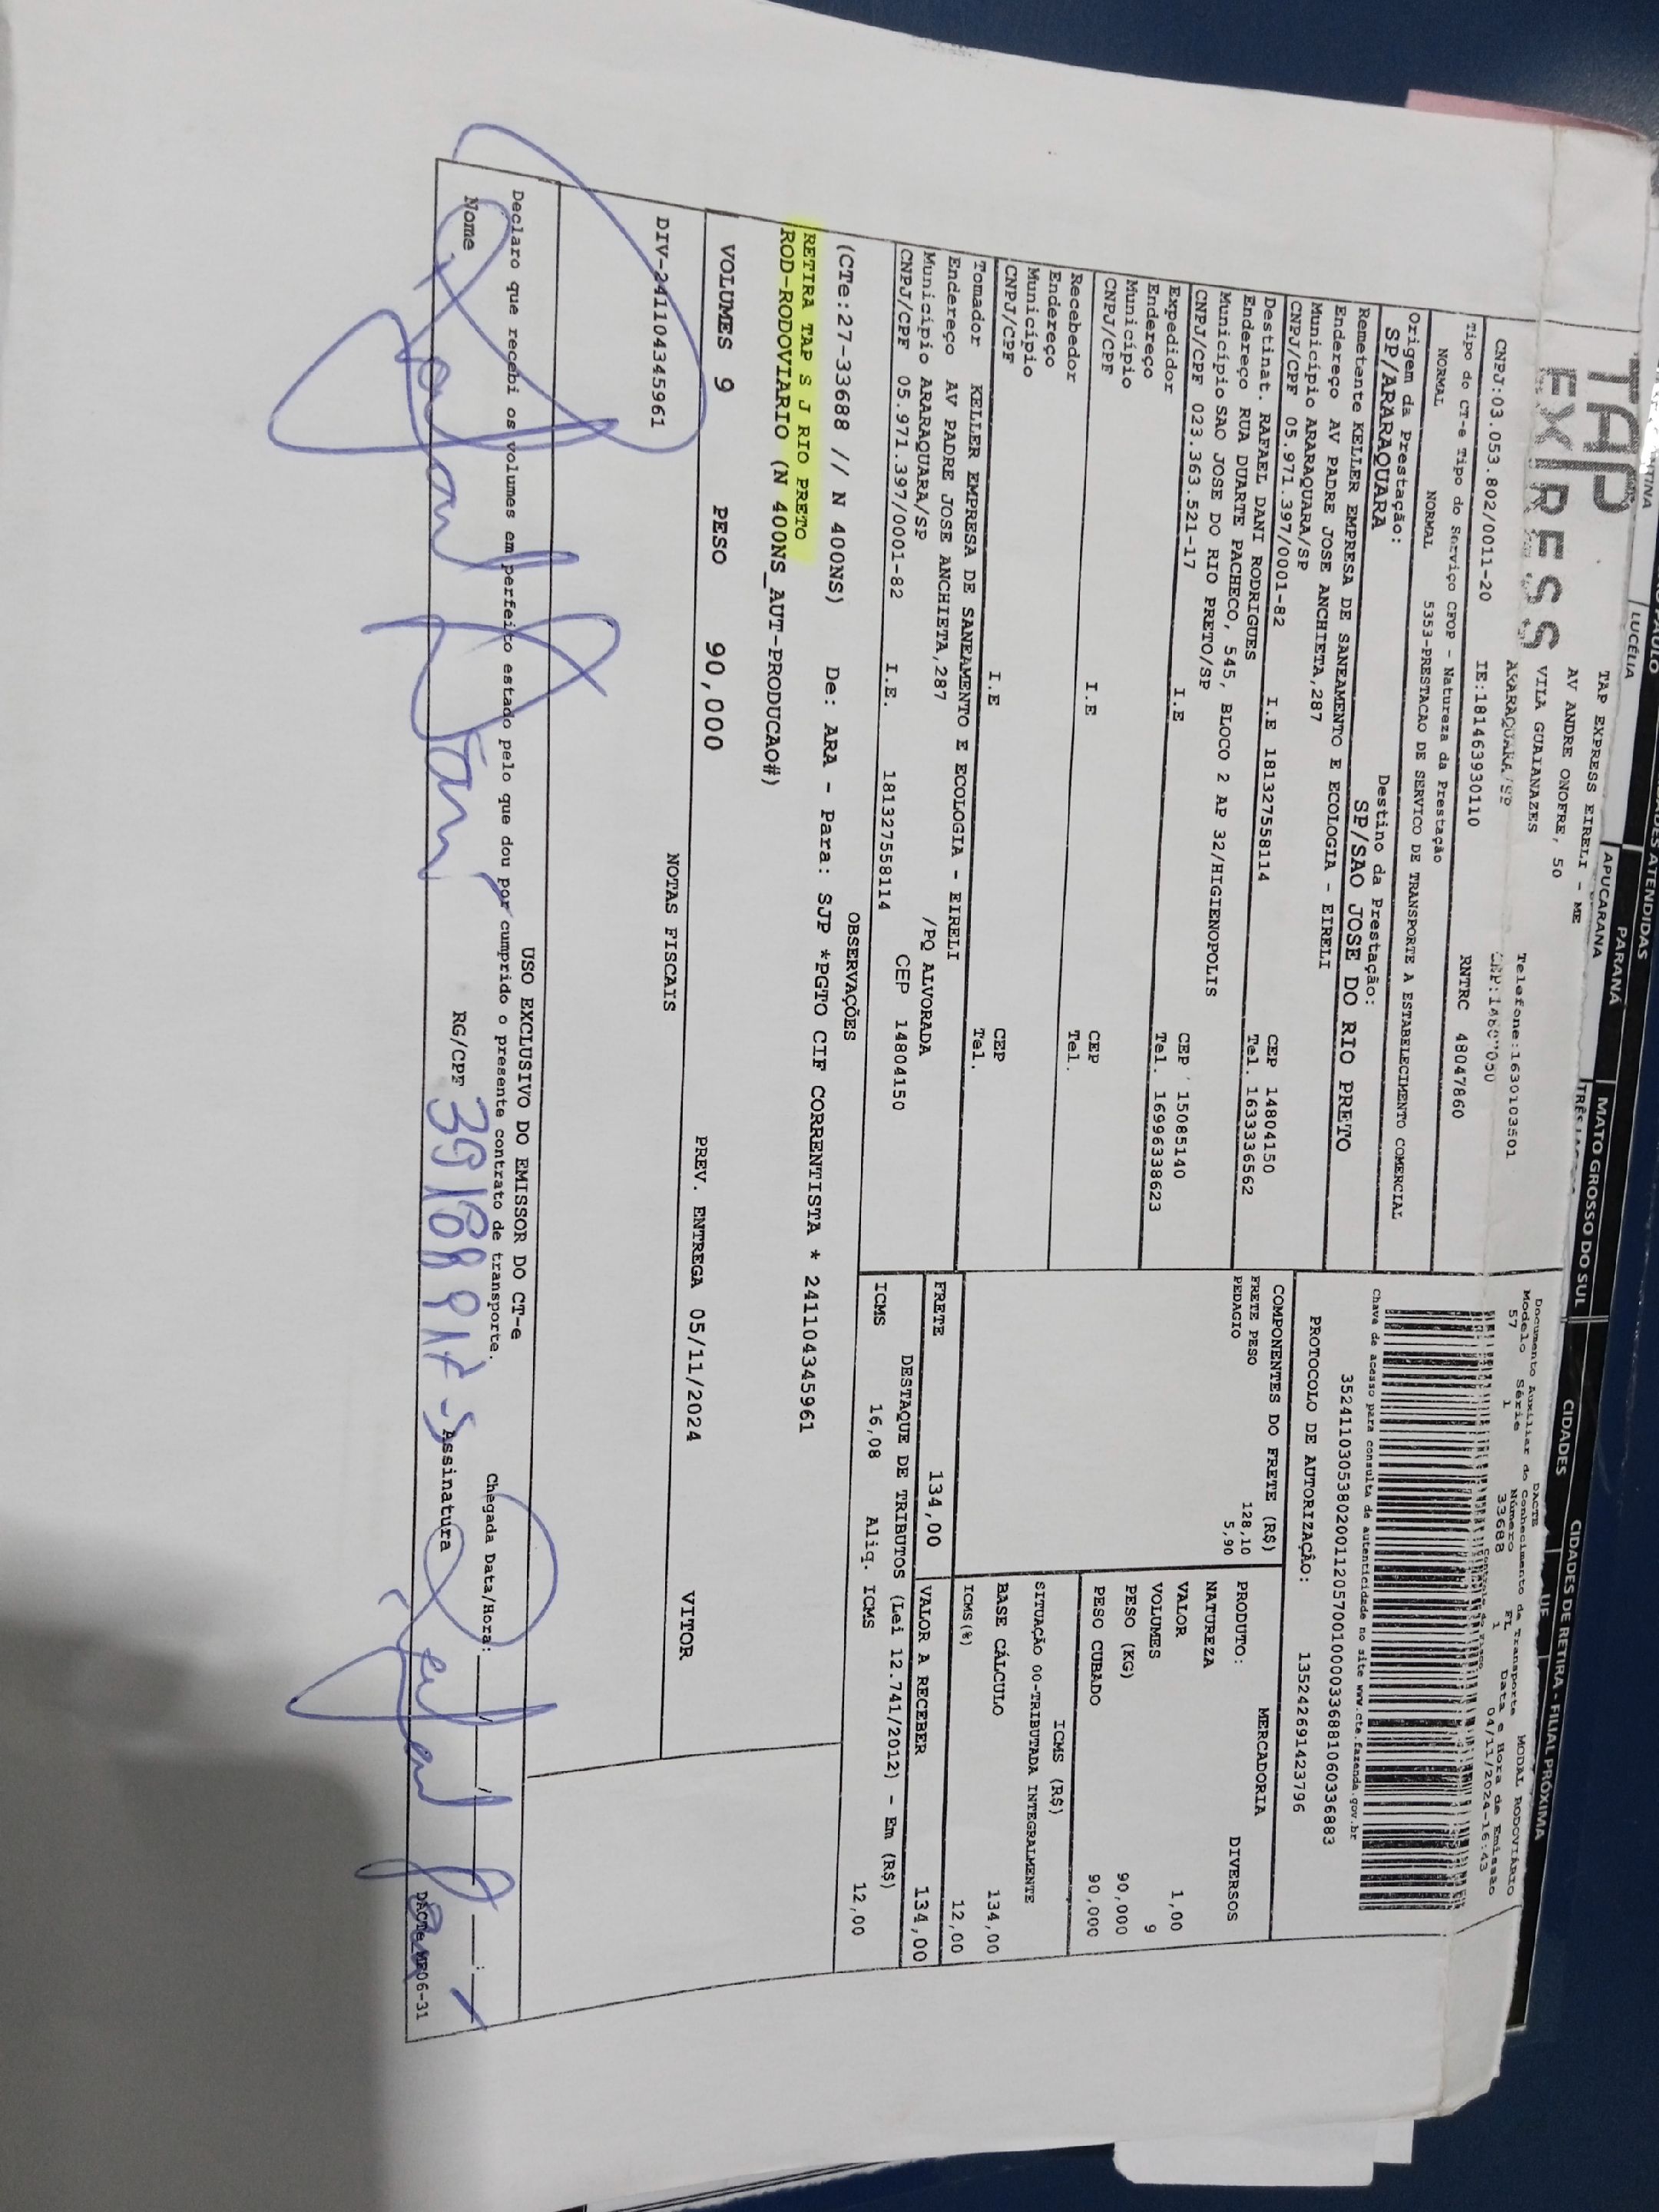 CIDADES ATENDIDAS
LUCÉLIA
APUCARANA
PARANÁ
MATO GROSSO DO SUL
CIDADES
CIDADES DE RETIRA - FILIAL PRÓXIMA
UF
TAP
EXPRESS
TAP EXPRESS EIRELI - ME
AV ANDRE ONOFRE, 50
VILA GUAIANAZES
ARARAQUARA/SP
Telefone:1630103501
CNPJ:03.053.802/0011-20
IE:181463930110
RNTRC 48047860
Documento Auxiliar do Conhecimento de Transporte
DACTE
MODAL RODOVIÁRIO
Modelo Série Número FL Data e Hora de Emissão
57 1 33688 1 04/11/2024-16:43
Tipo do CT-e Tipo do Serviço CFOP - Natureza da Prestação
NORMAL NORMAL 5353-PRESTACAO DE SERVICO DE TRANSPORTE A ESTABELECIMENTO COMERCIAL
Chave de acesso para consulta de autenticidade no site www.cte.fazenda.gov.br
35241103053802001120570010000336881060336883
PROTOCOLO DE AUTORIZAÇÃO: 135242691423796
Origem da Prestação:
SP/ARARAQUARA
Destino da Prestação:
SP/SAO JOSE DO RIO PRETO
Remetente KELLER EMPRESA DE SANEAMENTO E ECOLOGIA - EIRELI
Endereço AV PADRE JOSE ANCHIETA,287
Município ARARAQUARA/SP CEP 14804150
CNPJ/CPF 05.971.397/0001-82 I.E 181327558114 Tel. 1633336562
Destinat. RAFAEL DANI RODRIGUES
Endereço RUA DUARTE PACHECO, 545, BLOCO 2 AP 32/HIGIENOPOLIS
Município SAO JOSE DO RIO PRETO/SP CEP 15085140
CNPJ/CPF 023.363.521-17 I.E Tel. 16996338623
Expedidor
Endereço
Município CEP
CNPJ/CPF I.E Tel.
Recebedor
Endereço
Município CEP
CNPJ/CPF I.E Tel.
Tomador KELLER EMPRESA DE SANEAMENTO E ECOLOGIA - EIRELI
Endereço AV PADRE JOSE ANCHIETA,287 /PQ ALVORADA
Município ARARAQUARA/SP CEP 14804150
CNPJ/CPF 05.971.397/0001-82 I.E. 181327558114
COMPONENTES DO FRETE (R$)
FRETE PESO 128,10
PEDAGIO 5,90
MERCADORIA
PRODUTO: DIVERSOS
NATUREZA
VALOR 1,00
VOLUMES 9
PESO (KG) 90,000
PESO CUBADO 90,000
ICMS (R$)
SITUAÇÃO 00-TRIBUTADA INTEGRALMENTE
BASE CÁLCULO 134,00
ICMS(%) 12,00
FRETE 134,00
VALOR A RECEBER 134,00
DESTAQUE DE TRIBUTOS (Lei 12.741/2012) - Em (R$)
ICMS 16,08 Aliq. ICMS 12,00
OBSERVAÇÕES
(CTe:27-33688 // N 400NS) De: ARA - Para: SJP *PGTO CIF CORRENTISTA * 241104345961
RETIRA TAP S J RIO PRETO
ROD-RODOVIARIO (N 400NS_AUT-PRODUCAO#)
VOLUMES 9 PESO 90,000 PREV. ENTREGA 05/11/2024 VITOR
NOTAS FISCAIS
DIV-241104345961
USO EXCLUSIVO DO EMISSOR DO CT-e
Declaro que recebi os volumes em perfeito estado pelo que dou por cumprido o presente contrato de transporte.
Chegada Data/Hora: / / :
Nome RG/CPF Assinatura
DACTe MP06-31